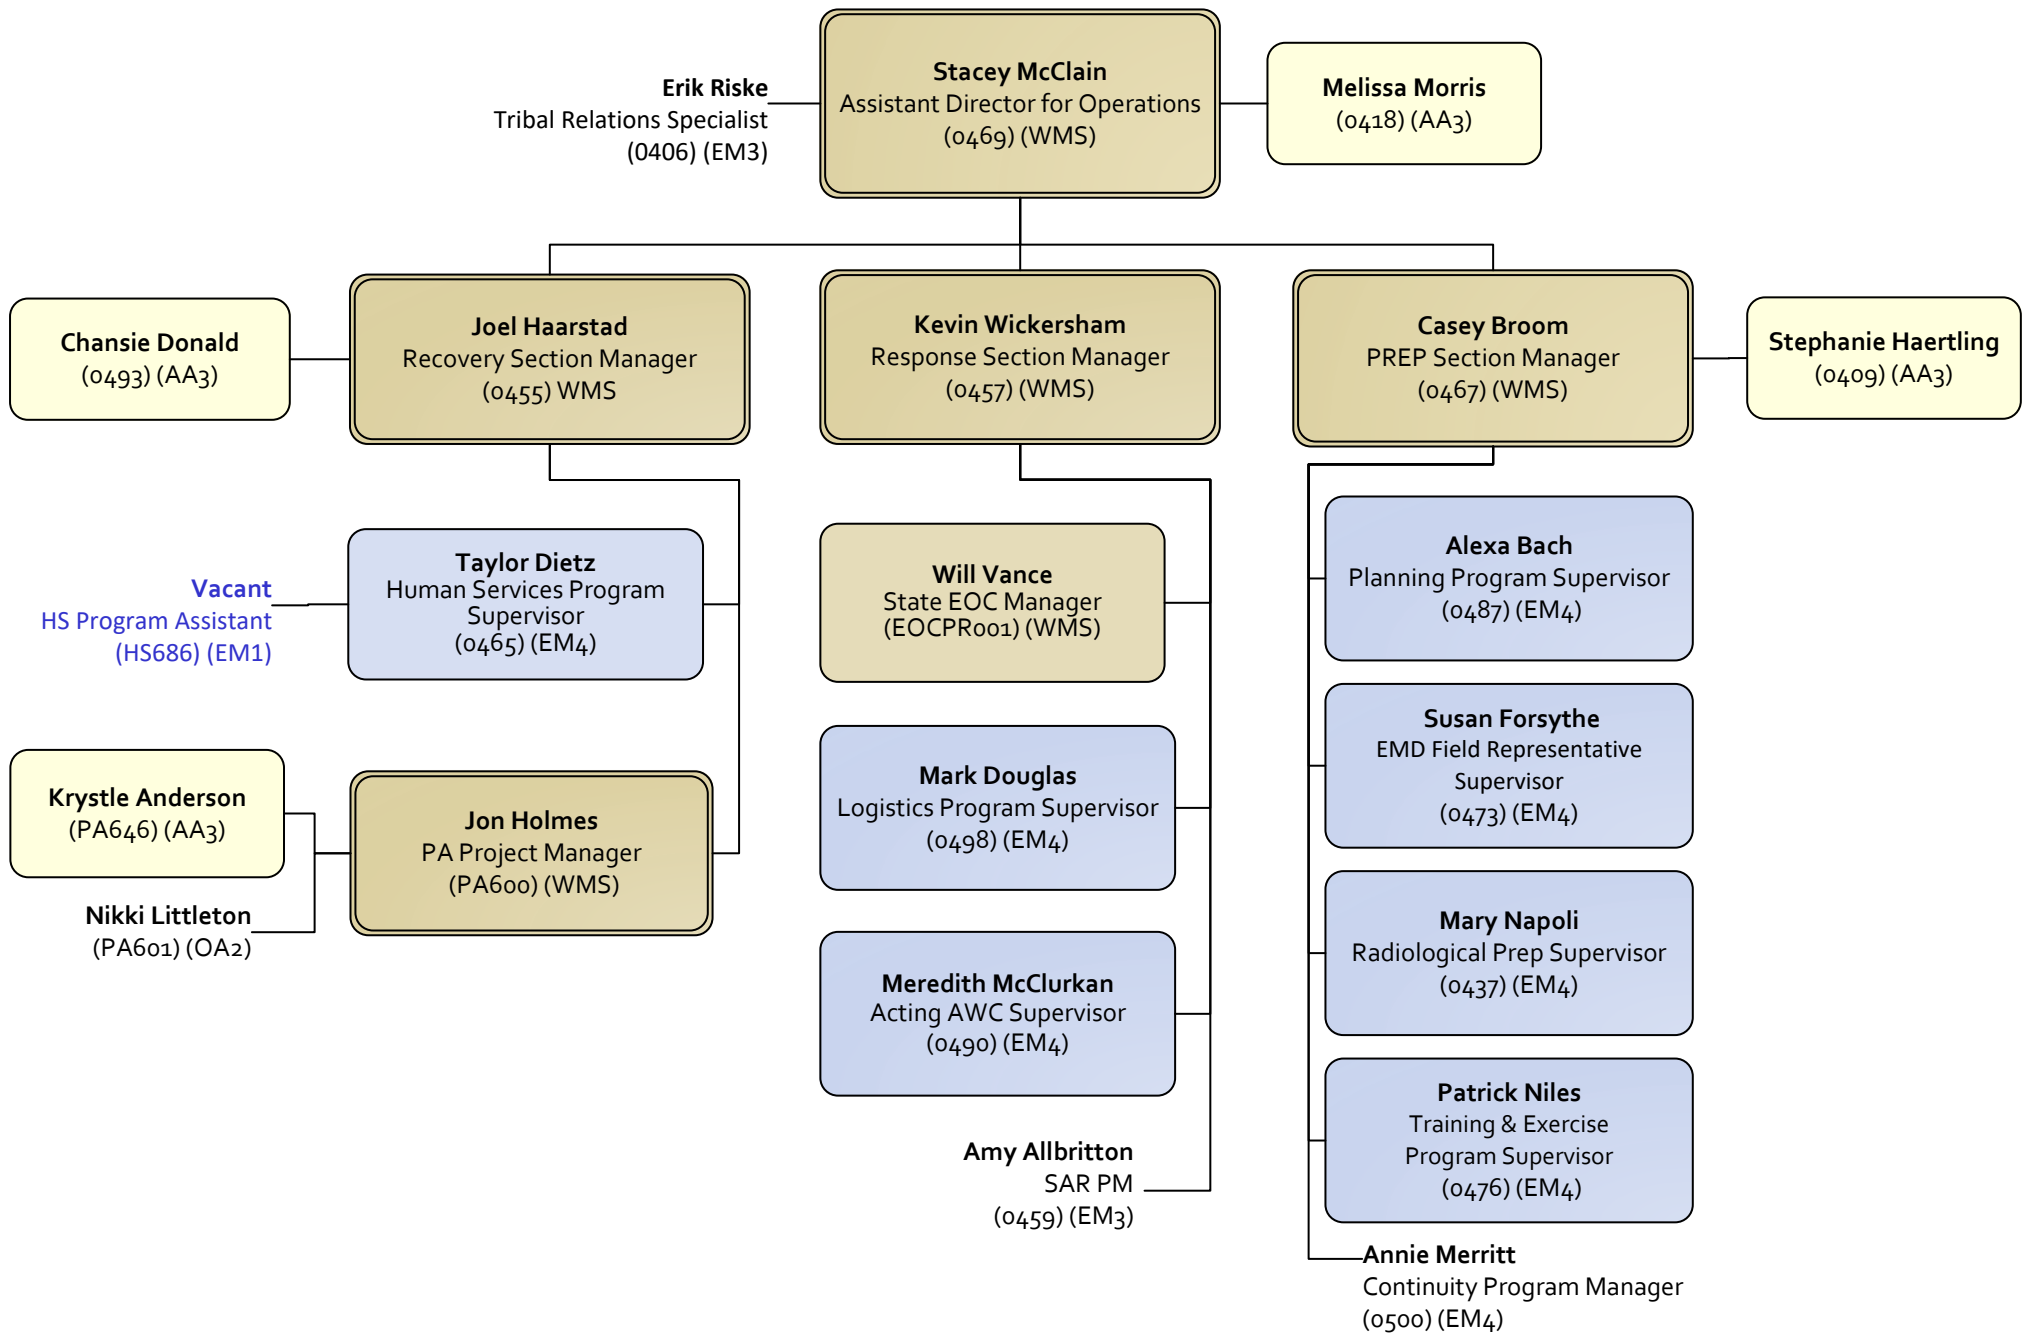 Stacey McClain
Assistant Director for Operations
(0469) (WMS)
Erik Riske
Tribal Relations Specialist
(0406) (EM3)
Melissa Morris
(0418) (AA3)
Chansie Donald
(0493) (AA3)
Joel Haarstad
Recovery Section Manager
(0455) WMS
Kevin Wickersham
Response Section Manager
(0457) (WMS)
Casey Broom
PREP Section Manager
(0467) (WMS)
Stephanie Haertling
(0409) (AA3)
Vacant
HS Program Assistant
(HS686) (EM1)
Taylor Dietz
Human Services Program
Supervisor
(0465) (EM4)
Krystle Anderson
(PA646) (AA3)
Nikki Littleton
(PA601) (OA2)
Jon Holmes
PA Project Manager
(PA600) (WMS)
Will Vance
State EOC Manager
(EOCPR001) (WMS)
Mark Douglas
Logistics Program Supervisor
(0498) (EM4)
Meredith McClurkan
Acting AWC Supervisor
(0490) (EM4)
Amy Allbritton
SAR PM
(0459) (EM3)
Alexa Bach
Planning Program Supervisor
(0487) (EM4)
Susan Forsythe
EMD Field Representative
Supervisor
(0473) (EM4)
Mary Napoli
Radiological Prep Supervisor
(0437) (EM4)
Patrick Niles
Training & Exercise
Program Supervisor
(0476) (EM4)
Annie Merritt
Continuity Program Manager
(0500) (EM4)